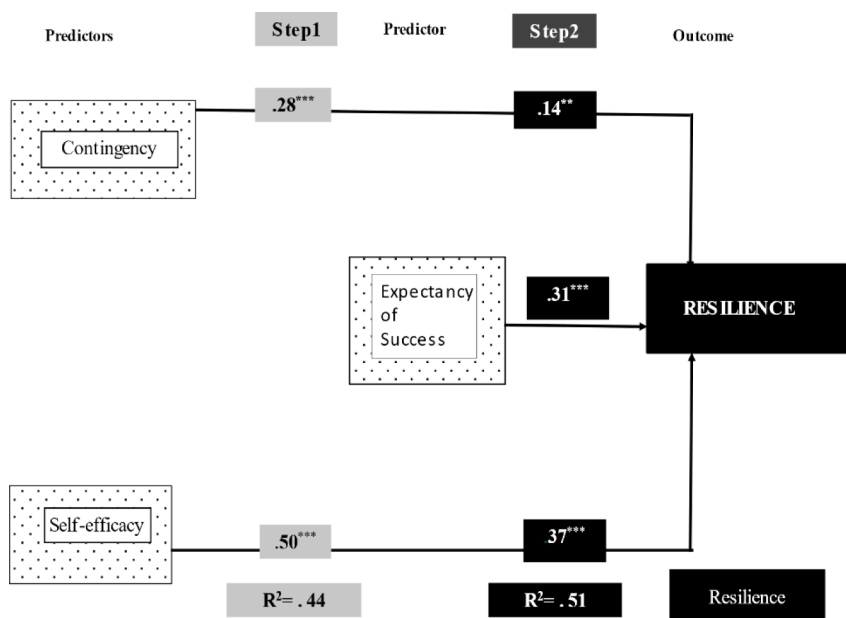 Predictors
Step1
Predictor
Step2
Outcome
.28***
.14**
Contingency
Expectancy
of
Success
.31***
RESILIENCE
Self-efficacy
.50***
.37***
R²= . 44
R²= . 51
Resilience